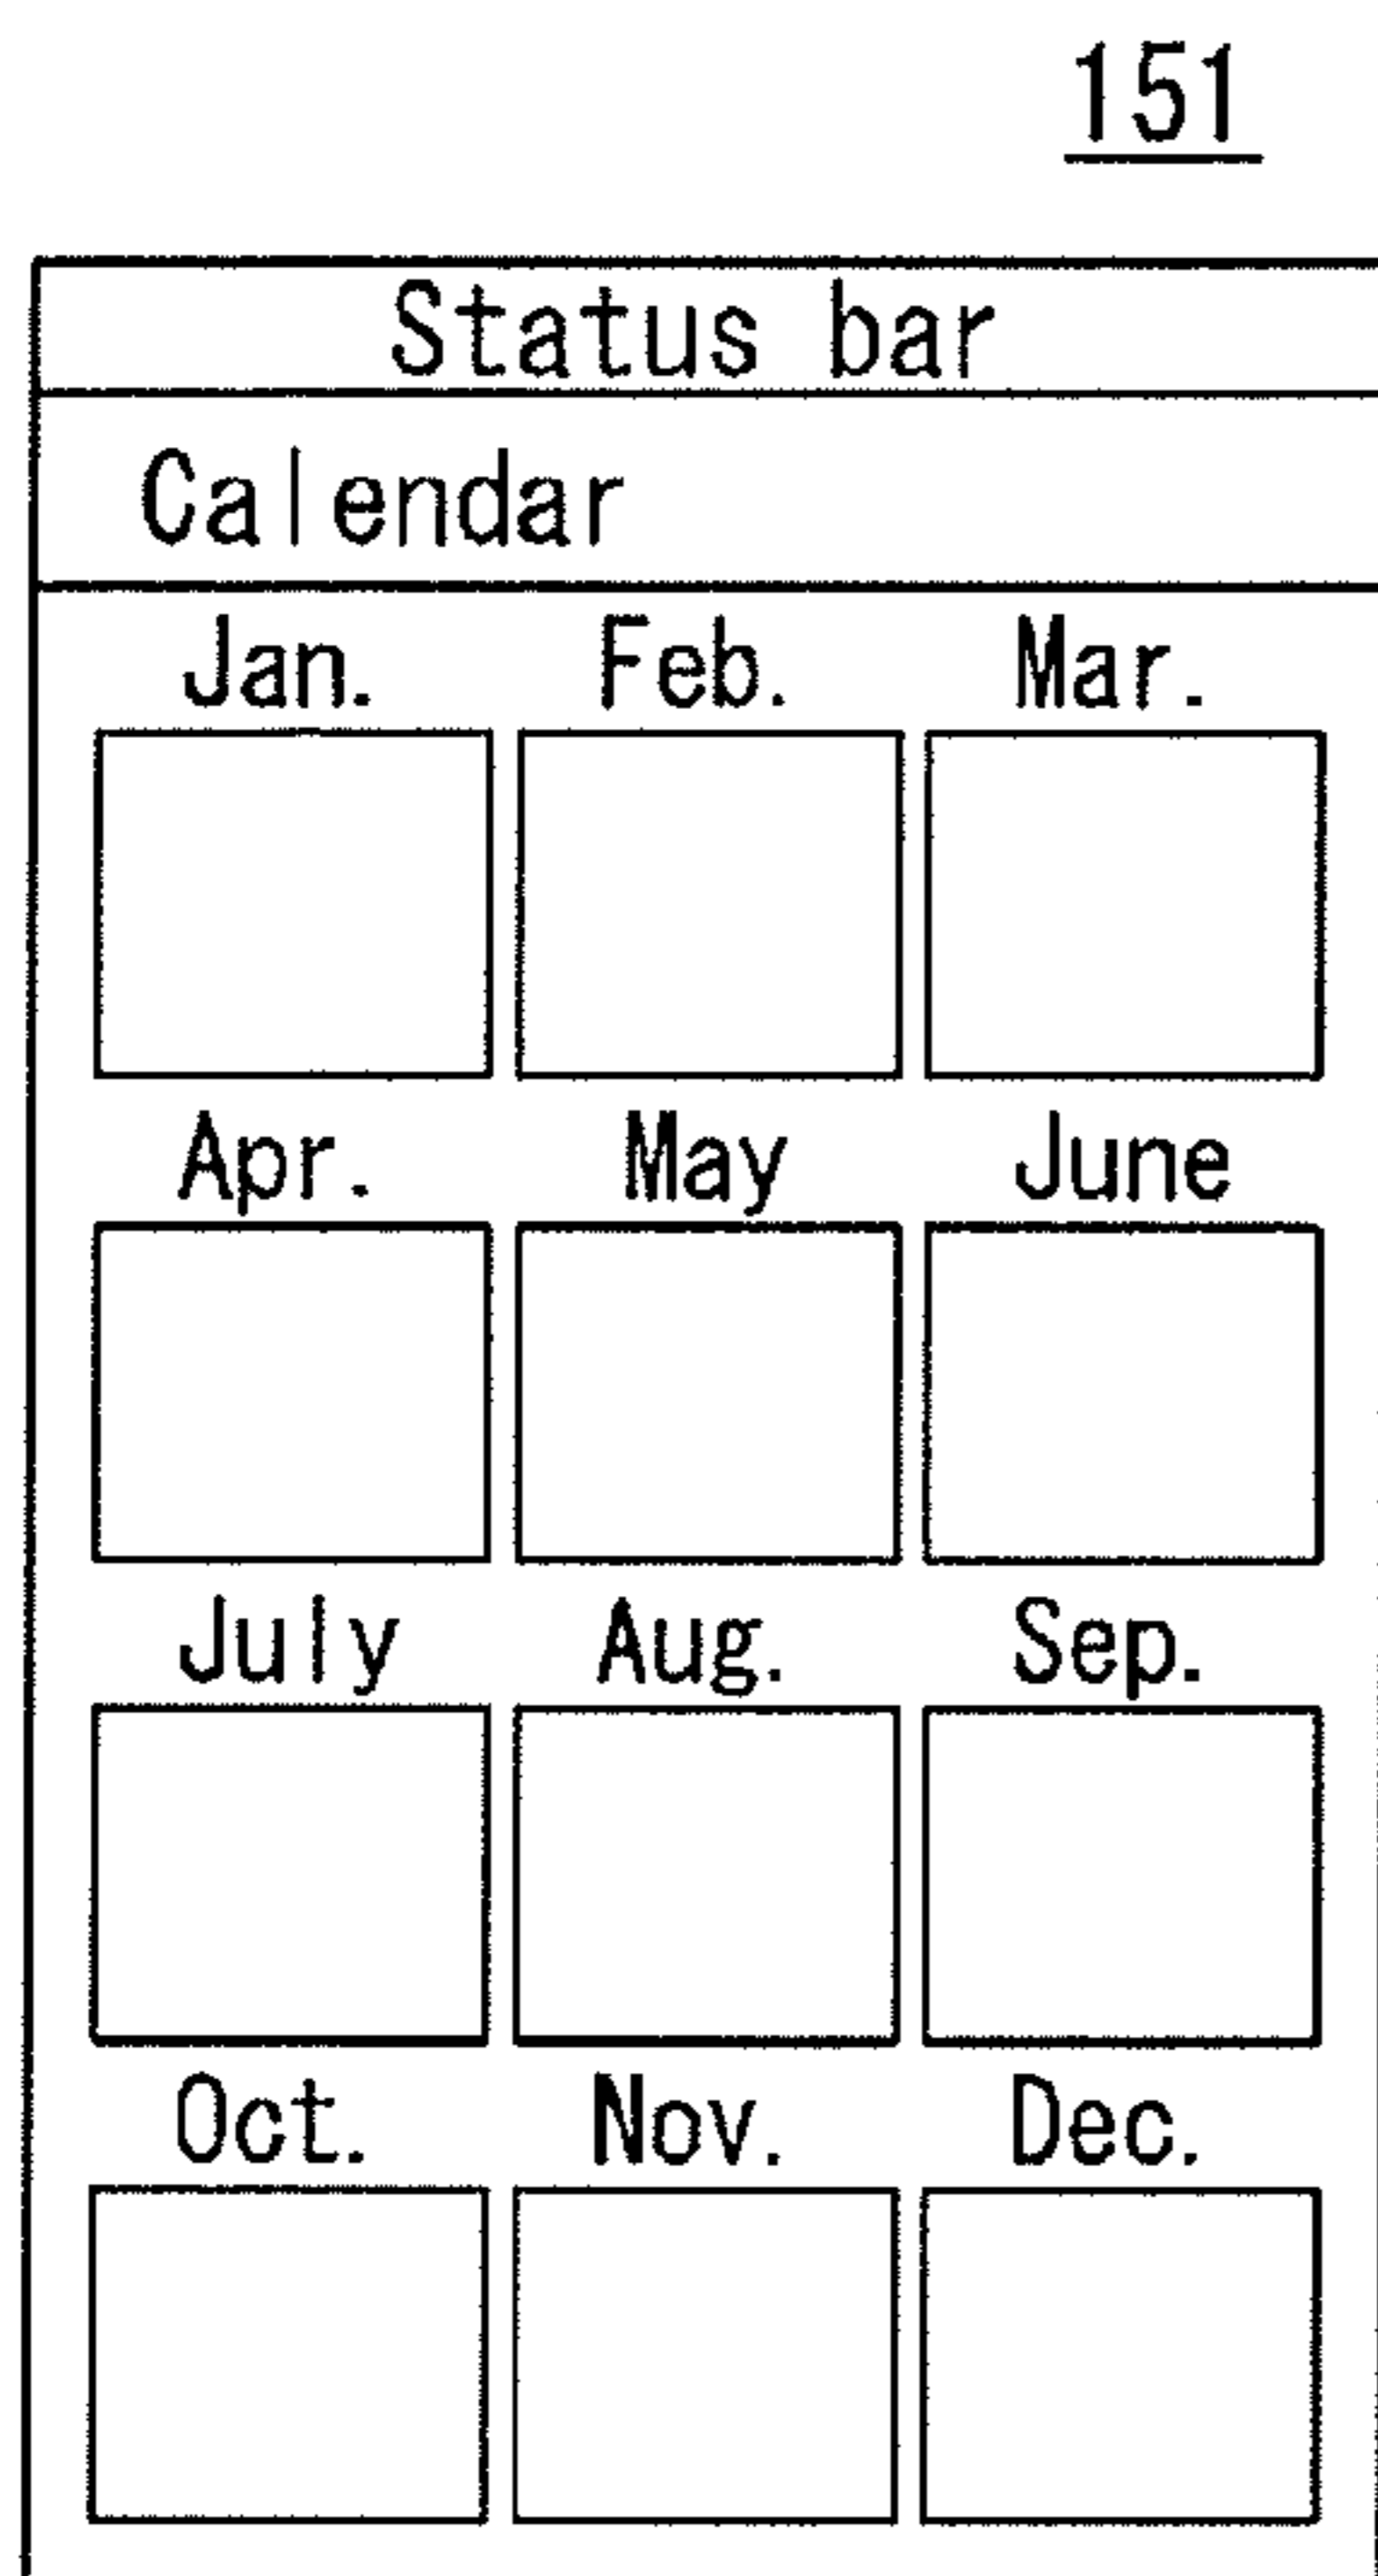 151
Status bar
Calendar
Jan. Feb. Mar.
Apr. May June
July Aug. Sep.
Oct. Nov. Dec.